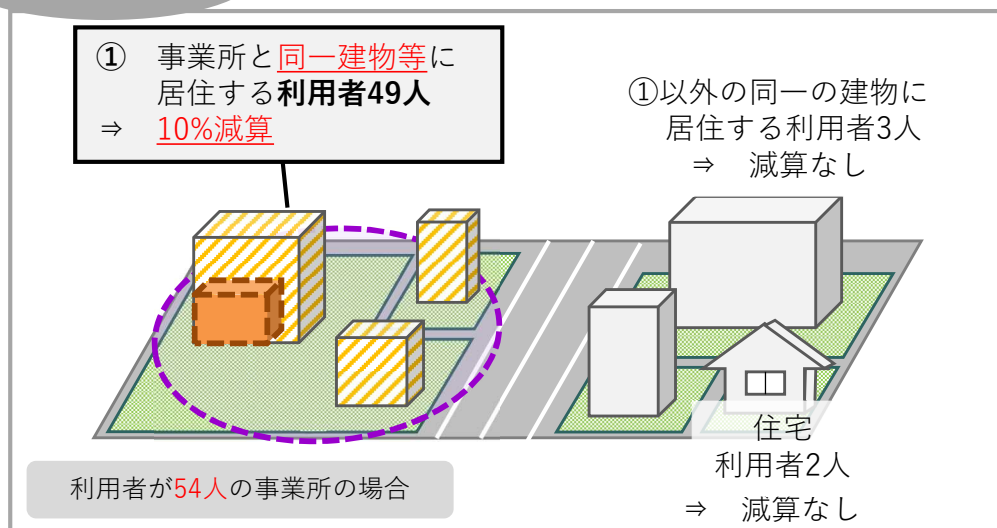 ① 事業所と同一建物等に
居住する利用者49人
⇒ 10%減算
①以外の同一の建物に
居住する利用者3人
⇒ 減算なし
住宅
利用者2人
⇒ 減算なし
利用者が54人の事業所の場合